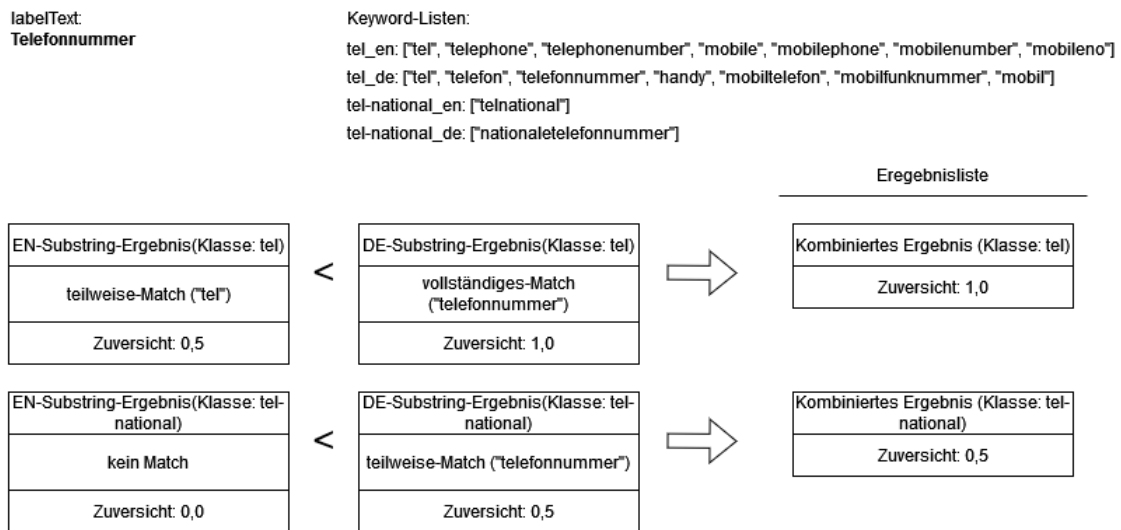 labelText:
Telefonnummer
Keyword-Listen:
tel_en: ["tel", "telephone", "telephonenumber", "mobile", "mobilephone", "mobilenumber", "mobileno"]
tel_de: ["tel", "telefon", "telefonnummer", "handy", "mobiltelefon", "mobilfunknummer", "mobil"]
tel-national_en: ["telnational"]
tel-national_de: ["nationaletelefonnummer"]
Eregebnisliste
EN-Substring-Ergebnis(Klasse: tel)
teilweise-Match ("tel")
Zuversicht: 0,5
<
DE-Substring-Ergebnis(Klasse: tel)
vollständiges-Match
("telefonnummer")
Zuversicht: 1,0
Kombiniertes Ergebnis (Klasse: tel)
Zuversicht: 1,0
EN-Substring-Ergebnis(Klasse: tel-
national)
kein Match
Zuversicht: 0,0
<
DE-Substring-Ergebnis(Klasse: tel-
national)
teilweise-Match ("telefonnummer")
Zuversicht: 0,5
Kombiniertes Ergebnis (Klasse: tel-
national)
Zuversicht: 0,5